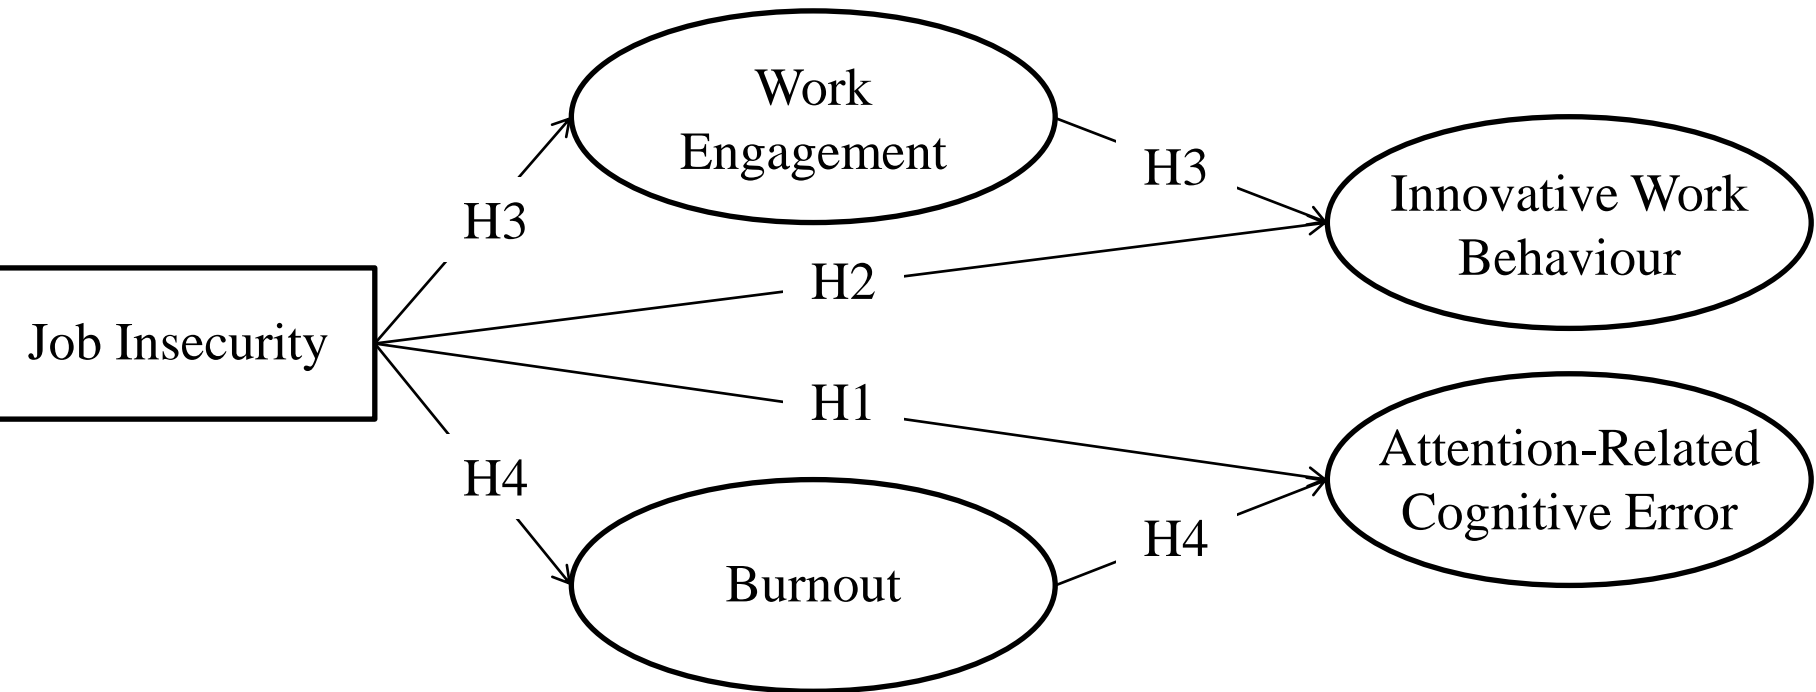 Work
Engagement
H3
Innovative Work
Behaviour
H3
H2
Job Insecurity
H1
Attention-Related
Cognitive Error
H4
H4
Burnout